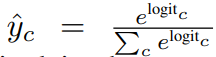 ŷ_c = e^{logit_c} / ∑_c e^{logit_c}